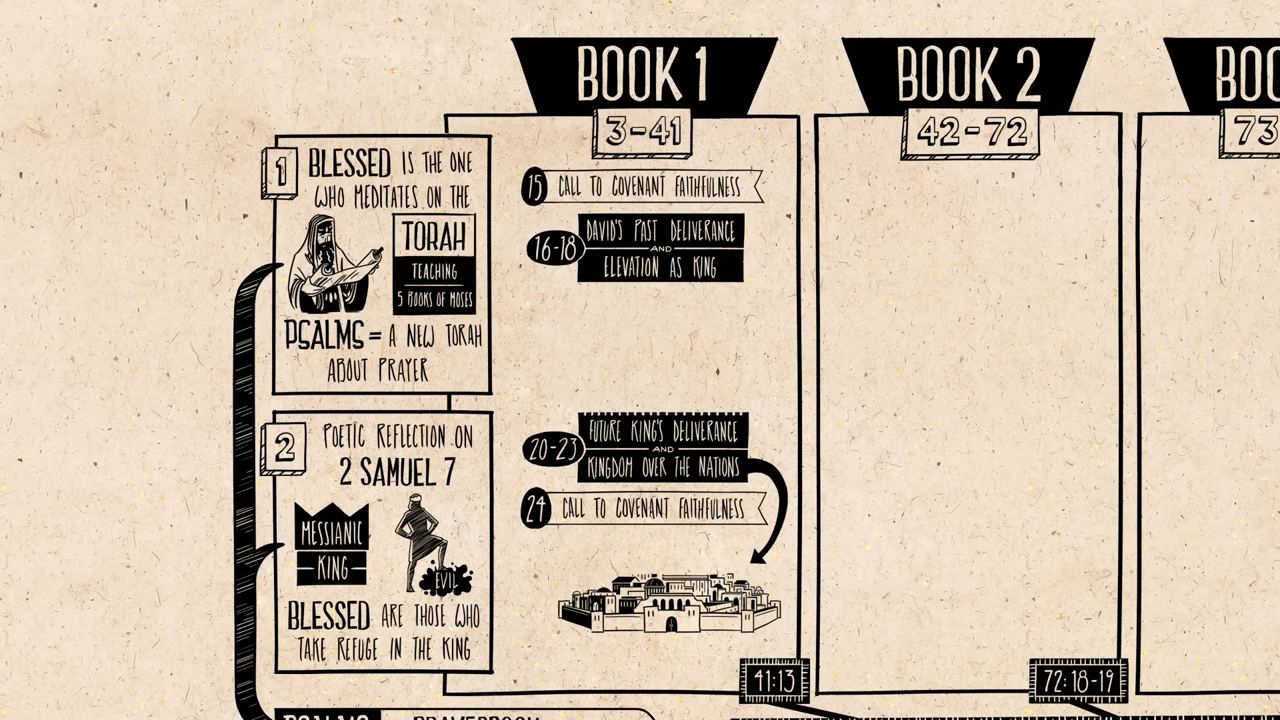 BOOK 1
3-41
BOOK 2
42-72
BOO
73
1
BLESSED IS THE ONE
WHO MEDITATES ON THE
TORAH
TEACHING
5 BOOKS OF MOSES
PSALMS = A NEW TORAH
ABOUT PRAYER
2
POETIC REFLECTION ON
2 SAMUEL 7
MESSIANIC
KING
EVIL
BLESSED ARE THOSE WHO
TAKE REFUGE IN THE KING
15 CALL TO COVENANT FAITHFULNESS
16-18
DAVID'S PAST DELIVERANCE
AND
ELEVATION AS KING
20-23
FUTURE KING'S DELIVERANCE
AND
KINGDOM OVER THE NATIONS
24 CALL TO COVENANT FAITHFULNESS
41:13
72:18-19
PSALMS PRAYERBOOK